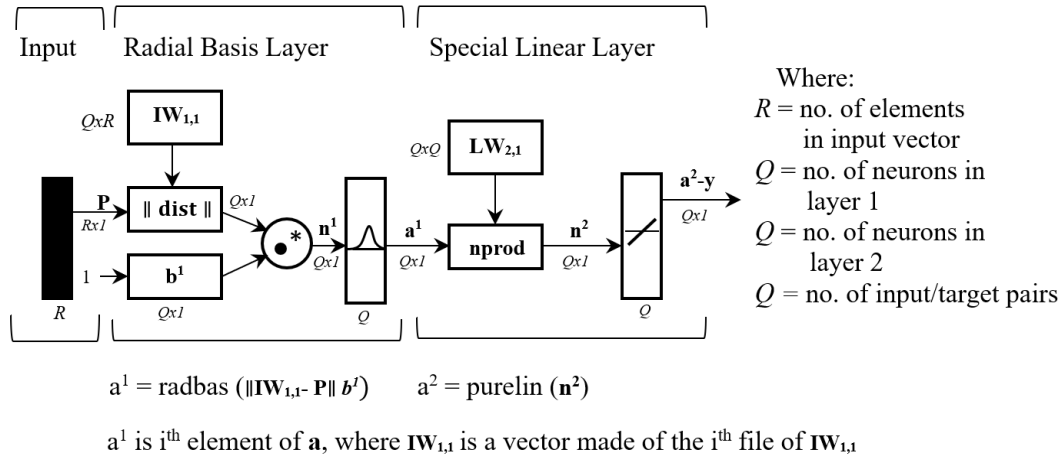 Input
Radial Basis Layer
Special Linear Layer
Where:
R = no. of elements
in input vector
Q = no. of neurons in
layer 1
Q = no. of neurons in
layer 2
Q = no. of input/target pairs
QxR
IW1,1
P
Rx1
‖ dist ‖
Qx1
1
b¹
Qx1
R
*
n¹
Qx1
Q
a¹
Qx1
QxQ
LW2,1
nprod
n²
Qx1
Q
a²-y
Qx1
a¹ = radbas (‖IW1,1- P‖ b¹)
a² = purelin (n²)
a¹ is iᵗʰ element of a, where IW1,1 is a vector made of the iᵗʰ file of IW1,1